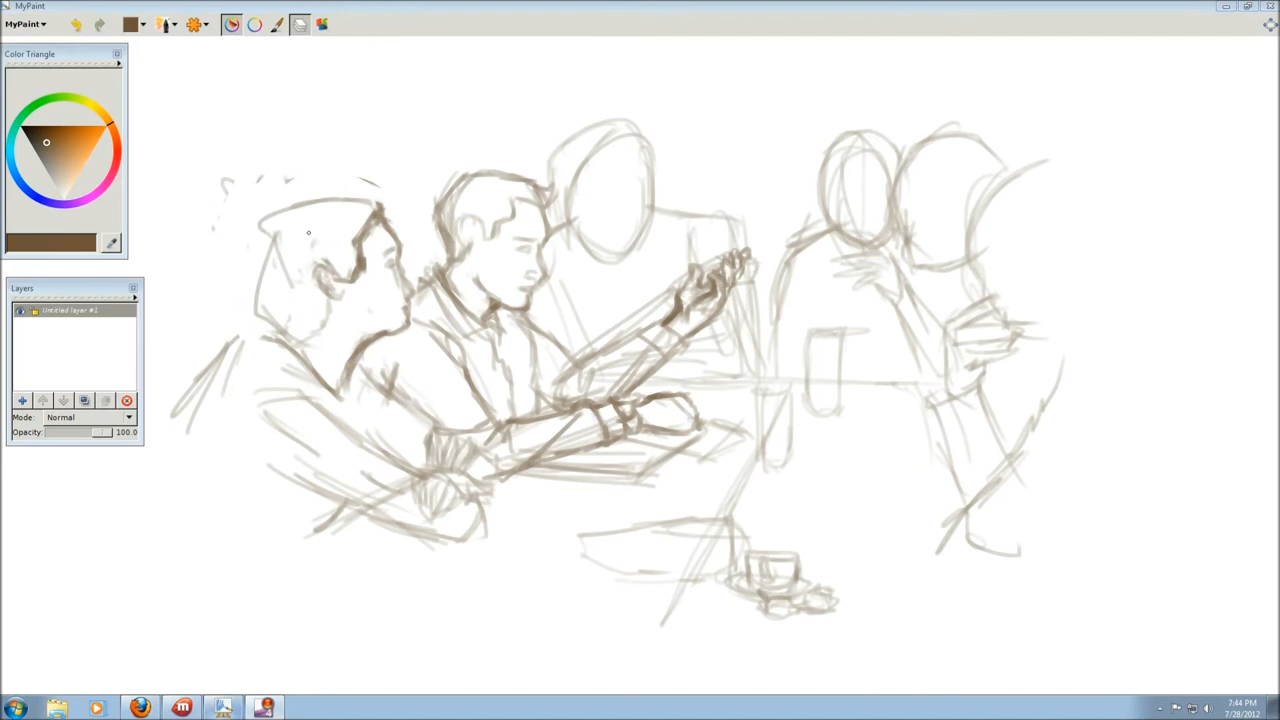 MyPaint
MyPaint
Color Triangle
Layers
Untitled layer #1
Mode: Normal
Opacity: 100.0
7:44 PM
7/28/2012